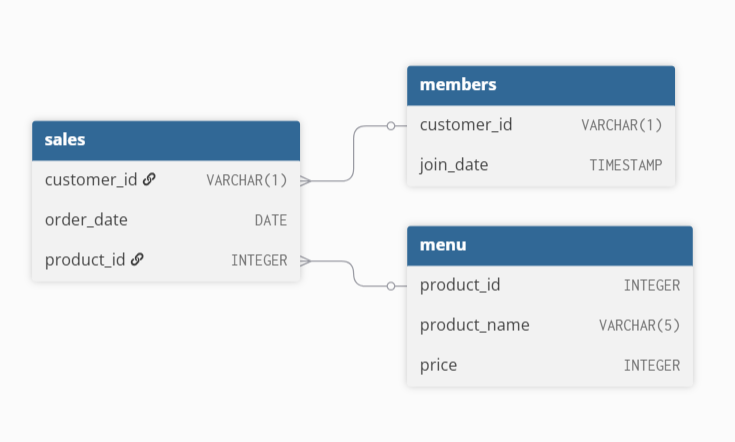 sales
customer_id VARCHAR(1)
order_date DATE
product_id INTEGER
members
customer_id VARCHAR(1)
join_date TIMESTAMP
menu
product_id INTEGER
product_name VARCHAR(5)
price INTEGER